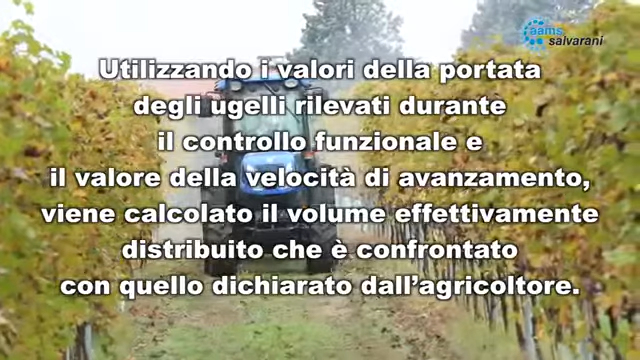 aams
salvarani
Utilizzando i valori della portata
degli ugelli rilevati durante
il controllo funzionale e
il valore della velocità di avanzamento,
viene calcolato il volume effettivamente
distribuito che è confrontato
con quello dichiarato dall'agricoltore.